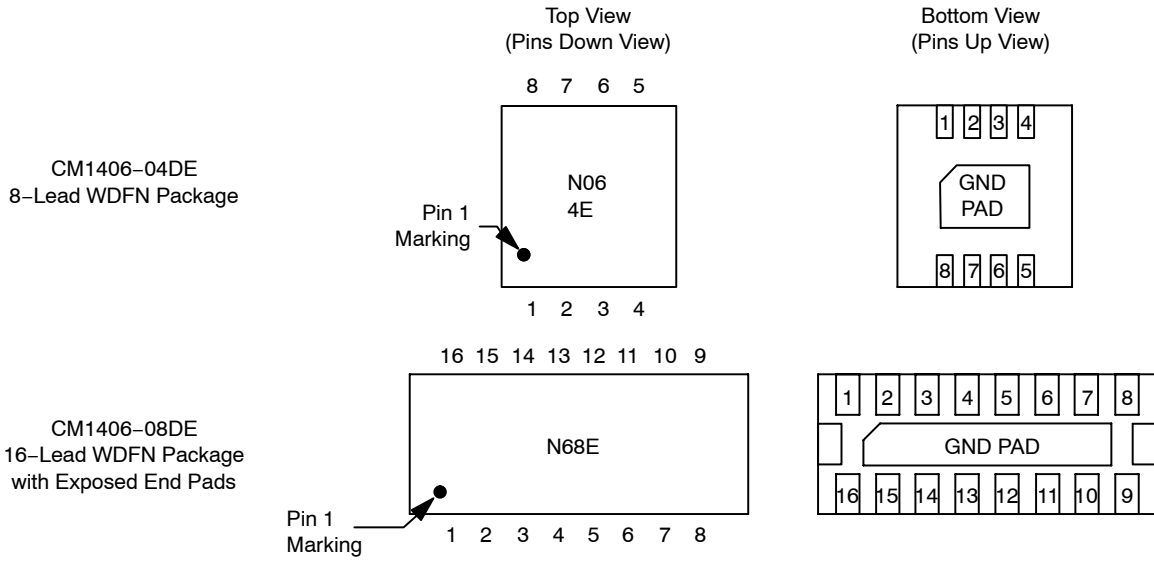 Top View
(Pins Down View)
Bottom View
(Pins Up View)
8 7 6 5
1 2 3 4
CM1406–04DE
8–Lead WDFN Package
N06
4E
GND
PAD
Pin 1
Marking
8 7 6 5
1 2 3 4
16 15 14 13 12 11 10 9
1 2 3 4 5 6 7 8
CM1406–08DE
16–Lead WDFN Package
with Exposed End Pads
N68E
GND PAD
16 15 14 13 12 11 10 9
Pin 1
Marking
1 2 3 4 5 6 7 8